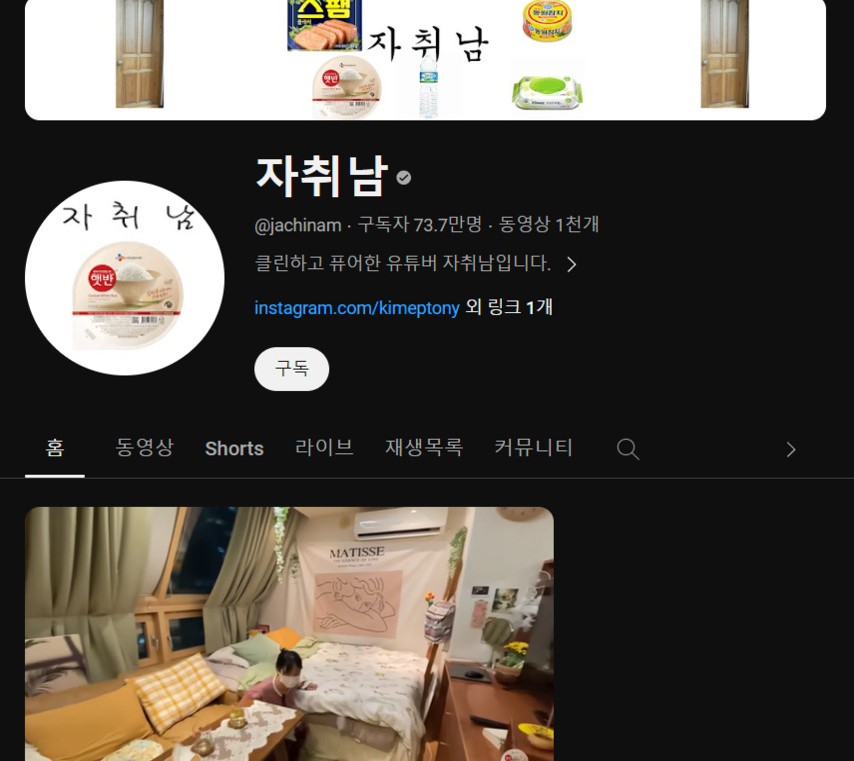 스팸
자취남
햇반
자취남
햇반
자취남
@jachinam · 구독자 73.7만명 · 동영상 1천개
클린하고 퓨어한 유튜버 자취남입니다.
instagram.com/kimeptony 외 링크 1개
구독
홈 동영상 Shorts 라이브 재생목록 커뮤니티
MATISSE